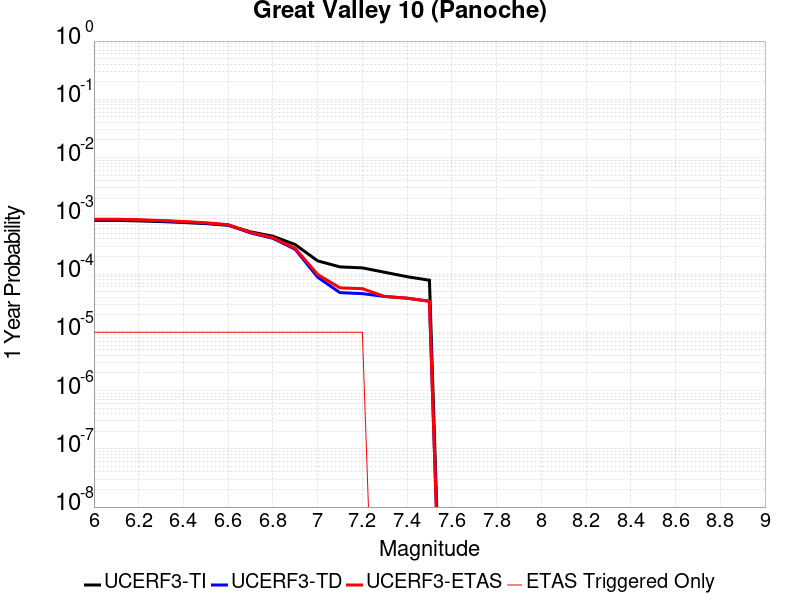 Great Valley 10 (Panoche)
10^0
10^-1
10^-2
10^-3
10^-4
10^-5
10^-6
10^-7
10^-8
1 Year Probability
6 6.2 6.4 6.6 6.8 7 7.2 7.4 7.6 7.8 8 8.2 8.4 8.6 8.8 9
Magnitude
UCERF3-TI UCERF3-TD UCERF3-ETAS ETAS Triggered Only